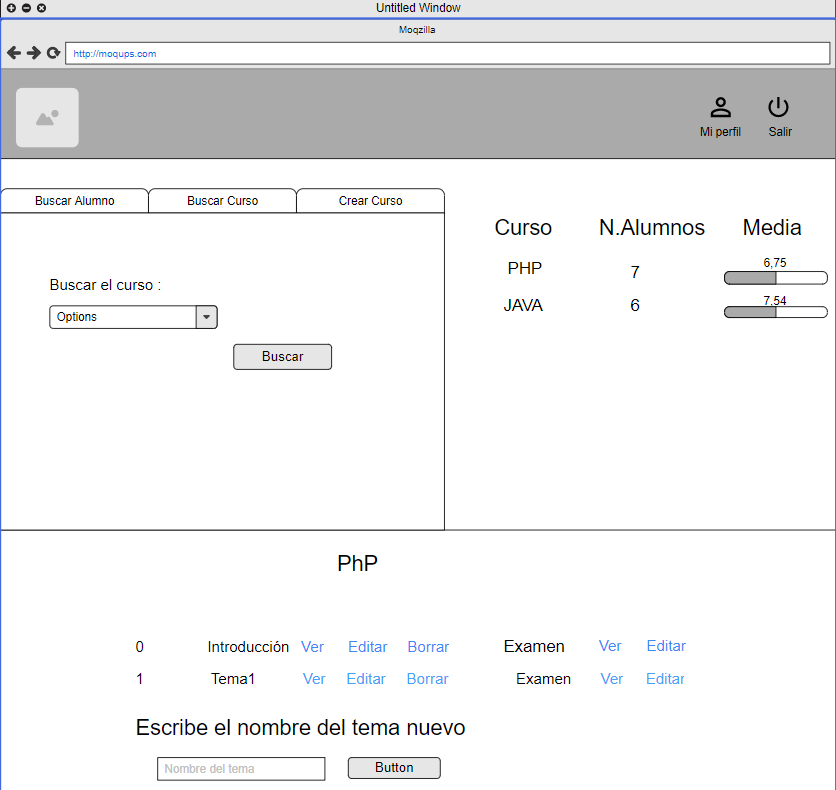 Untitled Window
Moqzilla
http://moqups.com
Mi perfil
Salir
Buscar Alumno
Buscar Curso
Crear Curso
Buscar el curso :
Options
Buscar
Curso N.Alumnos Media
PHP 7 6,75
JAVA 6 7,54
PhP
0 Introducción Ver Editar Borrar Examen Ver Editar
1 Tema1 Ver Editar Borrar Examen Ver Editar
Escribe el nombre del tema nuevo
Nombre del tema
Button